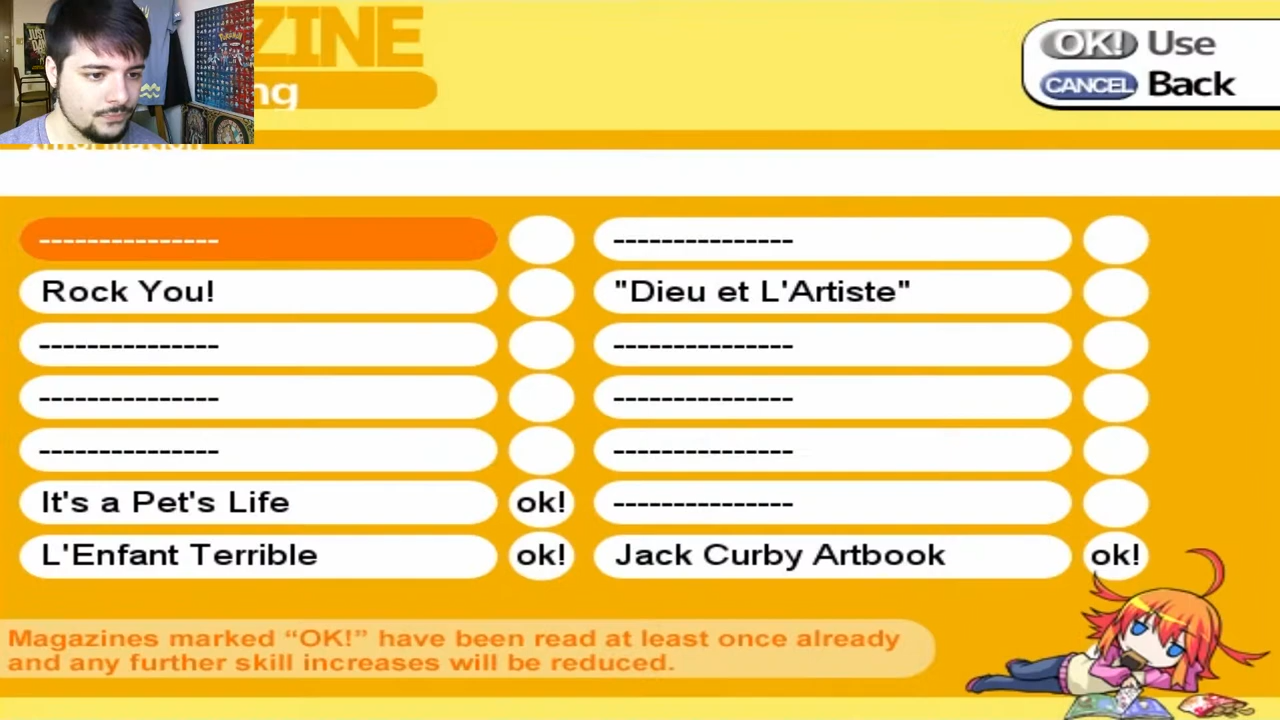 ZINE
ng
OK! Use
CANCEL Back
Information
--------------- ---------------
Rock You! "Dieu et L'Artiste"
--------------- ---------------
--------------- ---------------
--------------- ---------------
It's a Pet's Life ok! ---------------
L'Enfant Terrible ok! Jack Curby Artbook ok!
Magazines marked “OK!” have been read at least once already
and any further skill increases will be reduced.